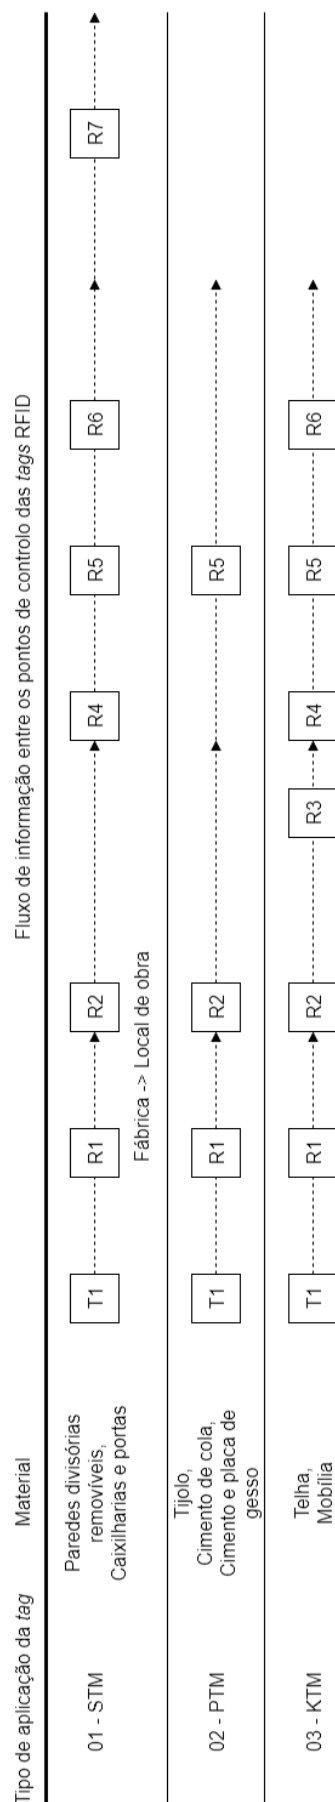 Tipo de aplicação da tag
Material
Fluxo de informação entre os pontos de controlo das tags RFID
01 - STM
Paredes divisórias
removíveis,
Caixilharias e portas
T1
R1
R2
R4
R5
R6
R7
Fábrica -> Local de obra
02 - PTM
Tijolo,
Cimento de cola,
Cimento e placa de
gesso
T1
R1
R2
R5
03 - KTM
Telha,
Mobília
T1
R1
R2
R3
R4
R5
R6